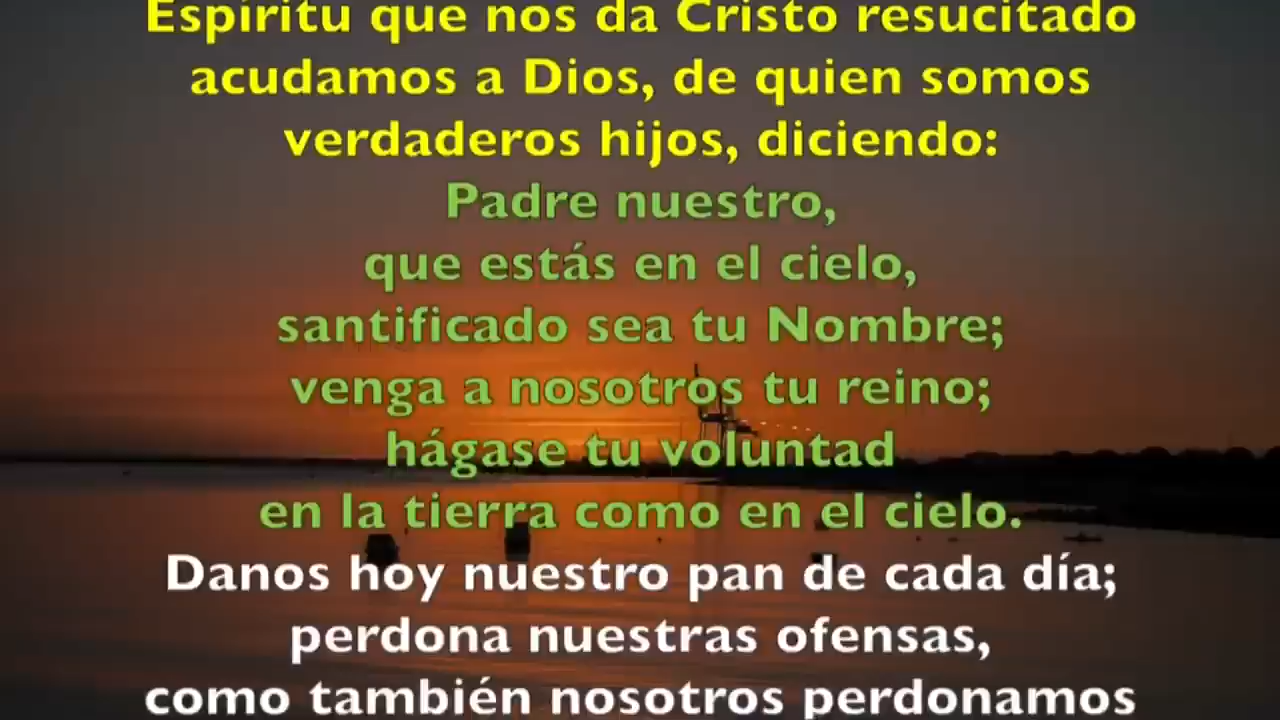 Espíritu que nos da Cristo resucitado
acudamos a Dios, de quien somos
verdaderos hijos, diciendo:
Padre nuestro,
que estás en el cielo,
santificado sea tu Nombre;
venga a nosotros tu reino;
hágase tu voluntad
en la tierra como en el cielo.
Danos hoy nuestro pan de cada día;
perdona nuestras ofensas,
como también nosotros perdonamos